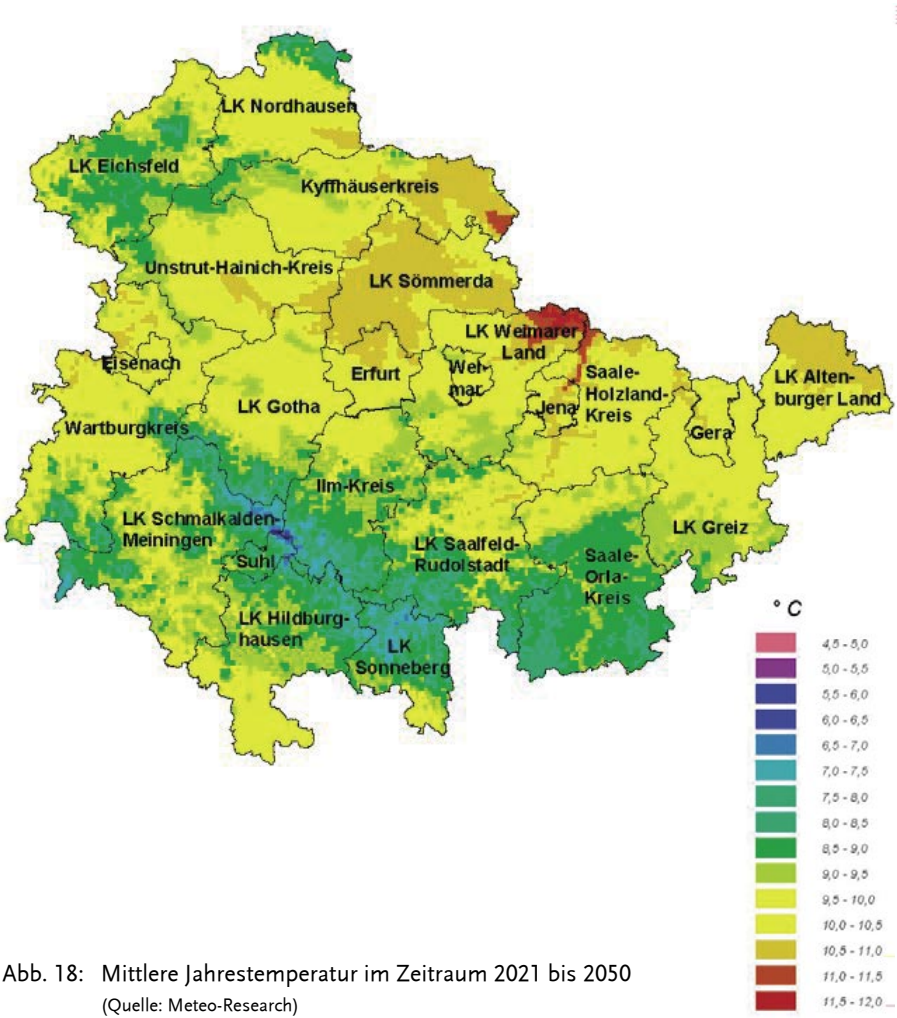 LK Nordhausen
LK Eichsfeld
Kyffhäuserkreis
Unstrut-Hainich-Kreis
LK Sömmerda
LK Weimarer
Land
Eisenach
Erfurt
Wei-
mar
Saale-
Holzland-
Kreis
LK Alten-
burger Land
LK Gotha
Jena
Wartburgkreis
Gera
Ilm-Kreis
LK Schmalkalden-
Meiningen
LK Greiz
LK Saalfeld-
Rudolstadt
Suhl
Saale-
Orla-
Kreis
LK Hildburg-
hausen
LK
Sonneberg
° C
4,5 - 5,0
5,0 - 5,5
5,5 - 6,0
6,0 - 6,5
6,5 - 7,0
7,0 - 7,5
7,5 - 8,0
8,0 - 8,5
8,5 - 9,0
9,0 - 9,5
9,5 - 10,0
10,0 - 10,5
10,5 - 11,0
11,0 - 11,5
11,5 - 12,0
Abb. 18: Mittlere Jahrestemperatur im Zeitraum 2021 bis 2050
(Quelle: Meteo-Research)